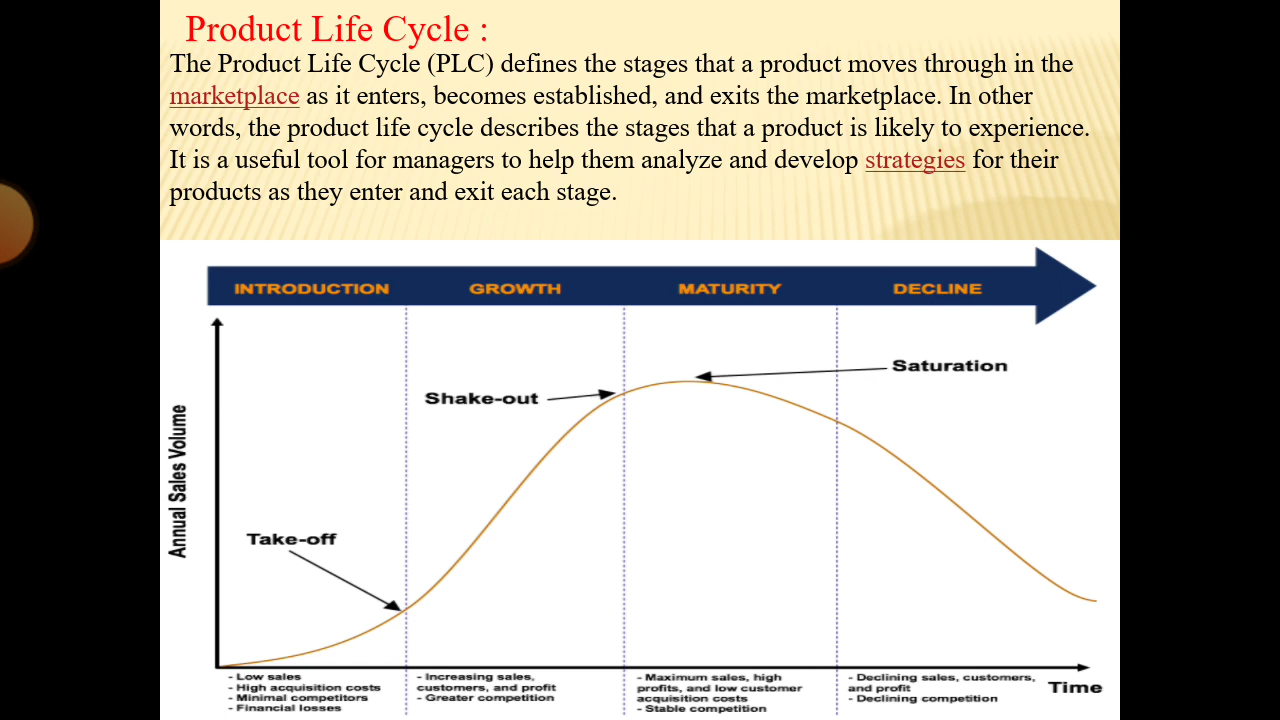 Product Life Cycle :
The Product Life Cycle (PLC) defines the stages that a product moves through in the
marketplace as it enters, becomes established, and exits the marketplace. In other
words, the product life cycle describes the stages that a product is likely to experience.
It is a useful tool for managers to help them analyze and develop strategies for their
products as they enter and exit each stage.
INTRODUCTION GROWTH MATURITY DECLINE
Saturation
Shake-out
Annual Sales Volume
Take-off
- Low sales
- High acquisition costs
- Minimal competitors
- Financial losses
- Increasing sales,
customers, and profit
- Greater competition
- Maximum sales, high
profits, and low customer
acquisition costs
- Stable competition
- Declining sales, customers,
and profit
- Declining competition
Time